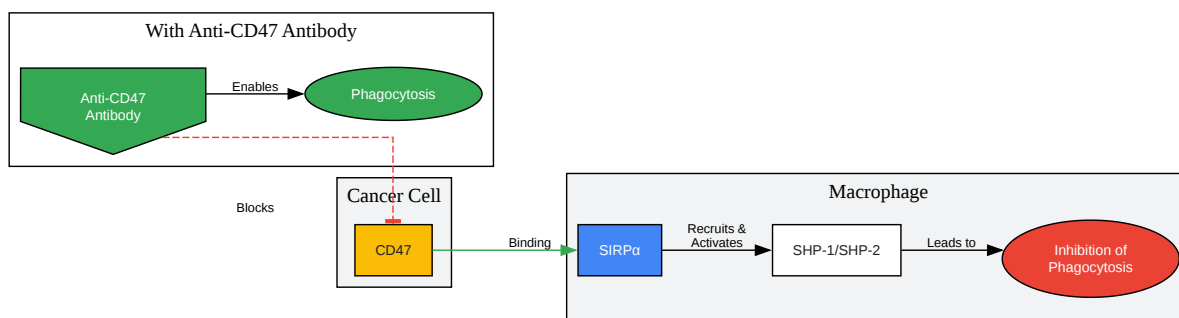 With Anti-CD47 Antibody
Anti-CD47
Antibody
Enables
Phagocytosis
Blocks
Cancer Cell
CD47
Binding
Macrophage
SIRPα
Recruits &
Activates
SHP-1/SHP-2
Leads to
Inhibition of
Phagocytosis